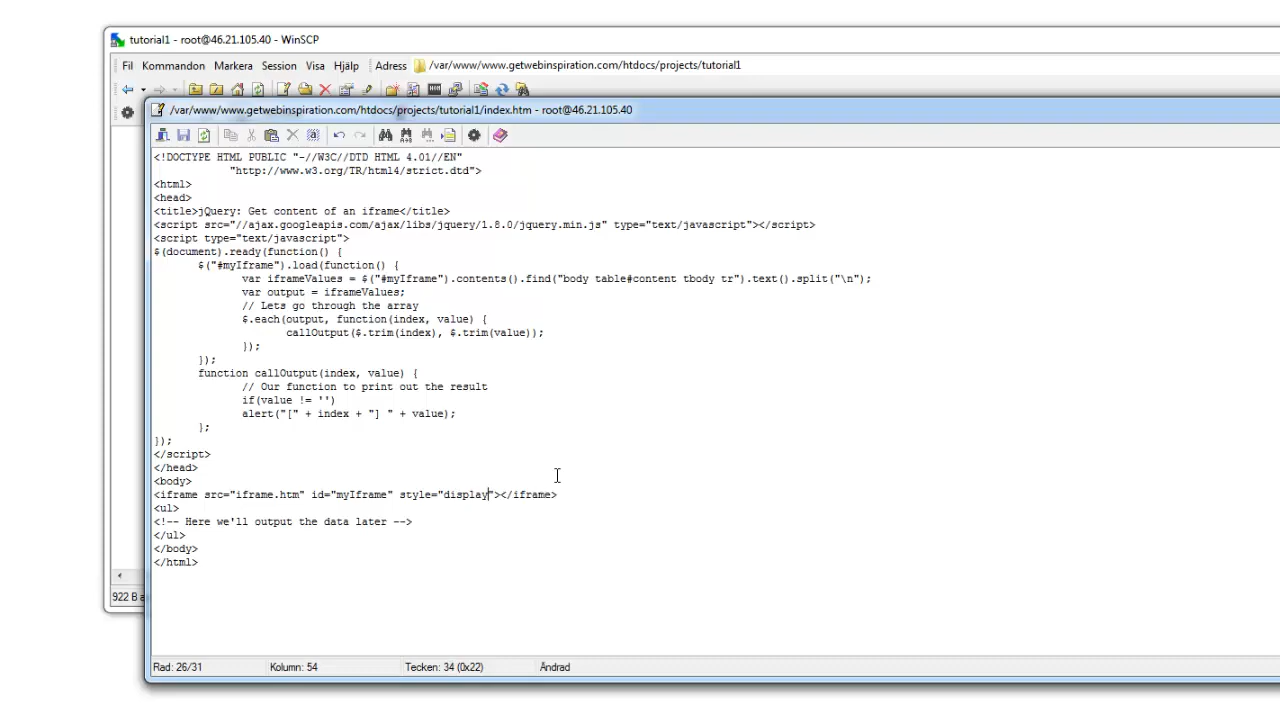 tutorial1 - root@46.21.105.40 - WinSCP
Fil Kommandon Markera Session Visa Hjälp Adress /var/www/www.getwebinspiration.com/htdocs/projects/tutorial1
/var/www/www.getwebinspiration.com/htdocs/projects/tutorial1/index.htm - root@46.21.105.40
<!DOCTYPE HTML PUBLIC "-//W3C//DTD HTML 4.01//EN"
"http://www.w3.org/TR/html4/strict.dtd">
<html>
<head>
<title>jQuery: Get content of an iframe</title>
<script src="//ajax.googleapis.com/ajax/libs/jquery/1.8.0/jquery.min.js" type="text/javascript"></script>
<script type="text/javascript">
$(document).ready(function() {
$("#myIframe").load(function() {
var iframeValues = $("#myIframe").contents().find("body table#content tbody tr").text().split("\n");
var output = iframeValues;
// Lets go through the array
$.each(output, function(index, value) {
callOutput($.trim(index), $.trim(value));
});
});
function callOutput(index, value) {
// Our function to print out the result
if(value != '')
alert("[" + index + "] " + value);
};
});
</script>
</head>
<body>
<iframe src="iframe.htm" id="myIframe" style="display"></iframe>
<ul>
<!-- Here we'll output the data later -->
</ul>
</body>
</html>
922 B a
Rad: 26/31 Kolumn: 54 Tecken: 34 (0x22) Ändrad